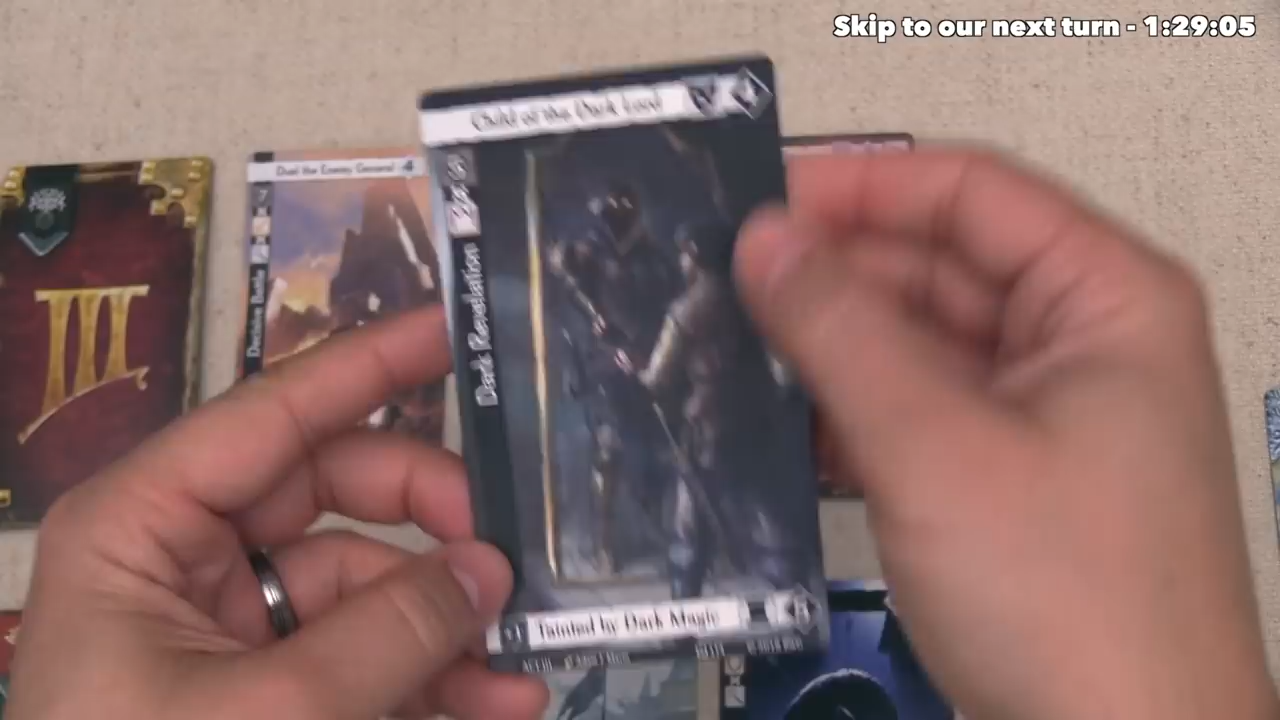 Skip to our next turn - 1:29:05
Child of the Dark Lord
Dark Revelation
Tainted by Dark Magic
III
Duel the Enemy General 4
7
Decisive Battle